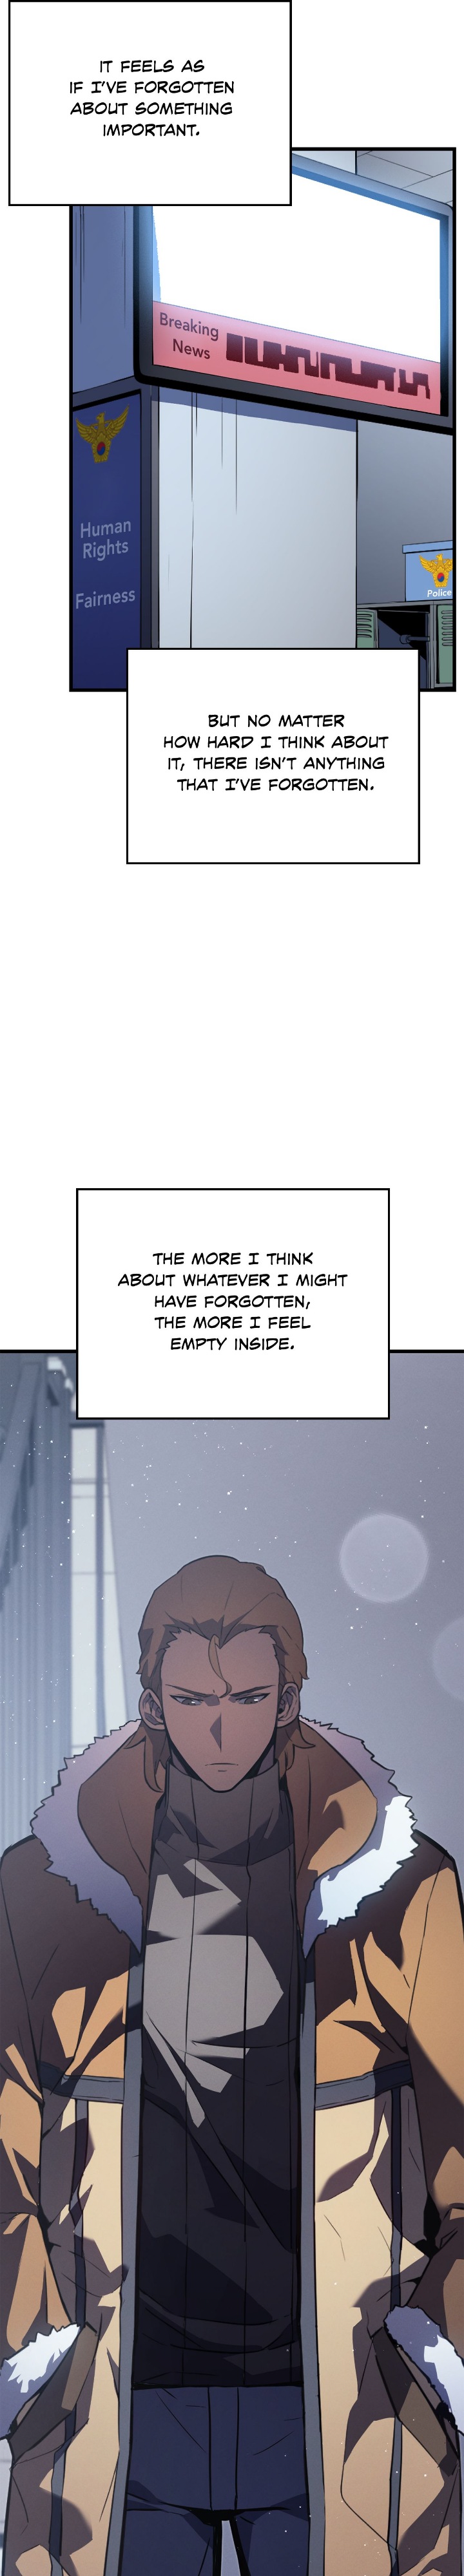 IT FEELS AS
IF I'VE FORGOTTEN
ABOUT SOMETHING
IMPORTANT.
Breaking
News
Human
Rights
Fairness
Police
BUT NO MATTER
HOW HARD I THINK ABOUT
IT, THERE ISN'T ANYTHING
THAT I'VE FORGOTTEN.
THE MORE I THINK
ABOUT WHATEVER I MIGHT
HAVE FORGOTTEN,
THE MORE I FEEL
EMPTY INSIDE.